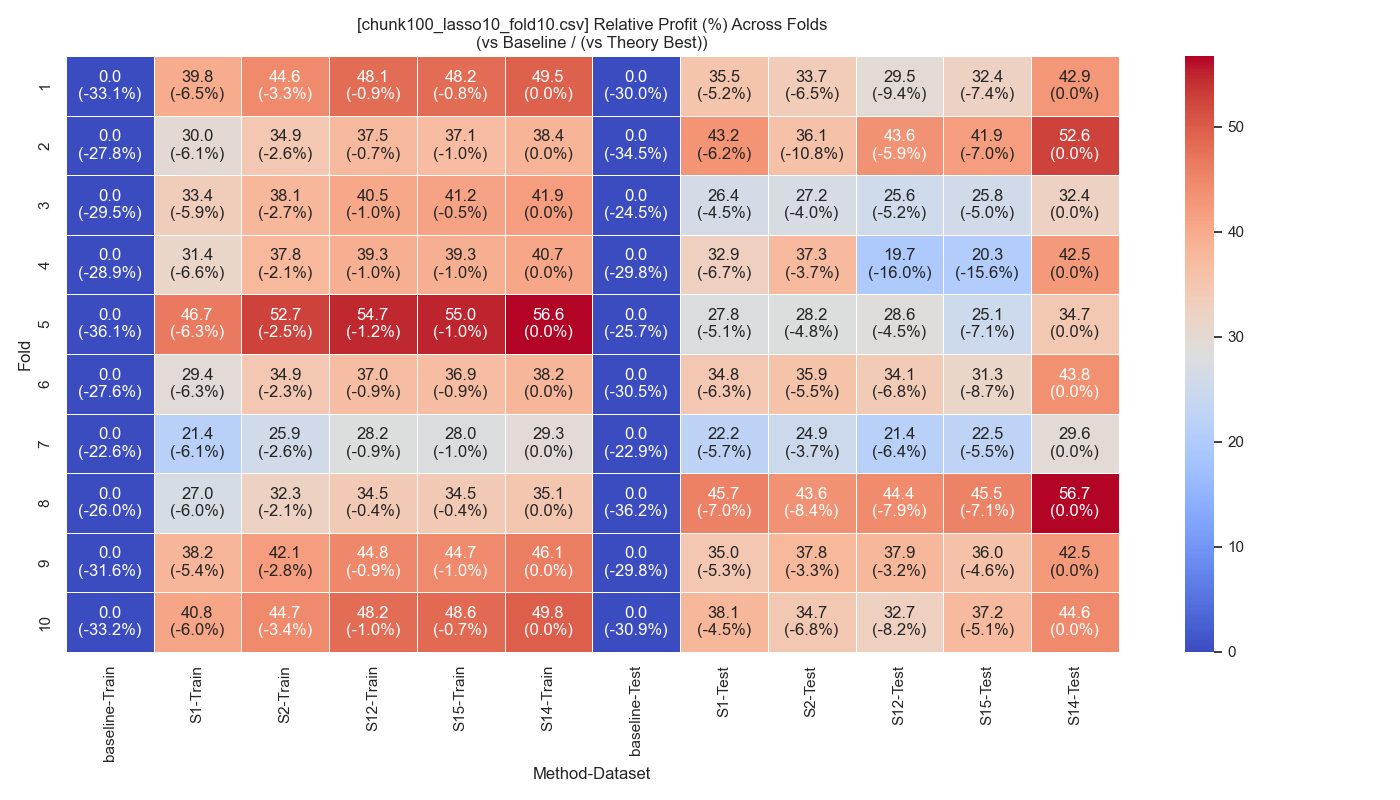 [chunk100_lasso10_fold10.csv] Relative Profit (%) Across Folds
(vs Baseline / (vs Theory Best))
0.0 39.8 44.6 48.1 48.2 49.5 0.0 35.5 33.7 29.5 32.4 42.9
1
(-33.1%) (-6.5%) (-3.3%) (-0.9%) (-0.8%) (0.0%) (-30.0%) (-5.2%) (-6.5%) (-9.4%) (-7.4%) (0.0%)
0.0 30.0 34.9 37.5 37.1 38.4 0.0 43.2 36.1 43.6 41.9 52.6
2
(-27.8%) (-6.1%) (-2.6%) (-0.7%) (-1.0%) (0.0%) (-34.5%) (-6.2%) (-10.8%) (-5.9%) (-7.0%) (0.0%)
0.0 33.4 38.1 40.5 41.2 41.9 0.0 26.4 27.2 25.6 25.8 32.4
3
(-29.5%) (-5.9%) (-2.7%) (-1.0%) (-0.5%) (0.0%) (-24.5%) (-4.5%) (-4.0%) (-5.2%) (-5.0%) (0.0%)
0.0 31.4 37.8 39.3 39.3 40.7 0.0 32.9 37.3 19.7 20.3 42.5
4
(-28.9%) (-6.6%) (-2.1%) (-1.0%) (-1.0%) (0.0%) (-29.8%) (-6.7%) (-3.7%) (-16.0%) (-15.6%) (0.0%)
0.0 46.7 52.7 54.7 55.0 56.6 0.0 27.8 28.2 28.6 25.1 34.7
5
(-36.1%) (-6.3%) (-2.5%) (-1.2%) (-1.0%) (0.0%) (-25.7%) (-5.1%) (-4.8%) (-4.5%) (-7.1%) (0.0%)
Fold
0.0 29.4 34.9 37.0 36.9 38.2 0.0 34.8 35.9 34.1 31.3 43.8
6
(-27.6%) (-6.3%) (-2.3%) (-0.9%) (-0.9%) (0.0%) (-30.5%) (-6.3%) (-5.5%) (-6.8%) (-8.7%) (0.0%)
0.0 21.4 25.9 28.2 28.0 29.3 0.0 22.2 24.9 21.4 22.5 29.6
7
(-22.6%) (-6.1%) (-2.6%) (-0.9%) (-1.0%) (0.0%) (-22.9%) (-5.7%) (-3.7%) (-6.4%) (-5.5%) (0.0%)
0.0 27.0 32.3 34.5 34.5 35.1 0.0 45.7 43.6 44.4 45.5 56.7
8
(-26.0%) (-6.0%) (-2.1%) (-0.4%) (-0.4%) (0.0%) (-36.2%) (-7.0%) (-8.4%) (-7.9%) (-7.1%) (0.0%)
0.0 38.2 42.1 44.8 44.7 46.1 0.0 35.0 37.8 37.9 36.0 42.5
9
(-31.6%) (-5.4%) (-2.8%) (-0.9%) (-1.0%) (0.0%) (-29.8%) (-5.3%) (-3.3%) (-3.2%) (-4.6%) (0.0%)
0.0 40.8 44.7 48.2 48.6 49.8 0.0 38.1 34.7 32.7 37.2 44.6
10
(-33.2%) (-6.0%) (-3.4%) (-1.0%) (-0.7%) (0.0%) (-30.9%) (-4.5%) (-6.8%) (-8.2%) (-5.1%) (0.0%)
baseline-Train
S1-Train
S2-Train
S12-Train
S15-Train
S14-Train
baseline-Test
S1-Test
S2-Test
S12-Test
S15-Test
S14-Test
Method-Dataset
50
40
30
20
10
0